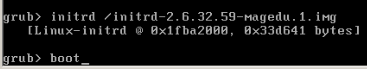 grub> initrd /initrd-2.6.32.59-magedu.1.img
[Linux-initrd @ 0x1fba2000, 0x33d641 bytes]
grub> boot_